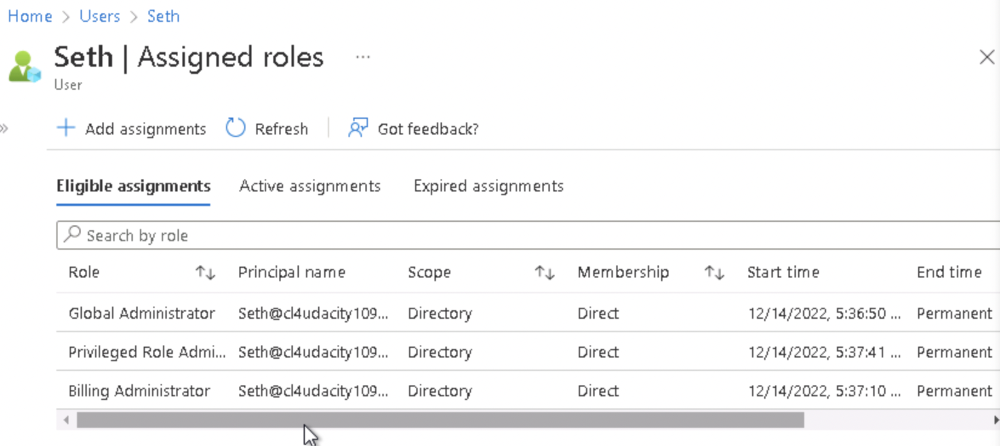 Home > Users > Seth
Seth | Assigned roles ...
User
Add assignments Refresh Got feedback?
Eligible assignments Active assignments Expired assignments
Search by role
Role Principal name Scope Membership Start time End time
Global Administrator Seth@cl4udacity109... Directory Direct 12/14/2022, 5:36:50 ... Permanent
Privileged Role Admi... Seth@cl4udacity109... Directory Direct 12/14/2022, 5:37:41 ... Permanent
Billing Administrator Seth@cl4udacity109... Directory Direct 12/14/2022, 5:37:10 ... Permanent